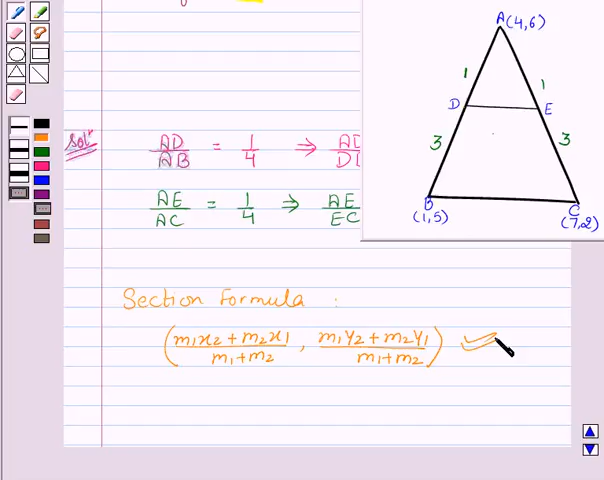 A(4,6)
1
1
D
E
3
3
B
(1,5)
C
(7,2)
Sol^n
AD/AB = 1/4 ⇒ AD/D
AE/AC = 1/4 ⇒ AE/EC
Section Formula :
(m₁x₂+m₂x₁/m₁+m₂, m₁y₂+m₂y₁/m₁+m₂)